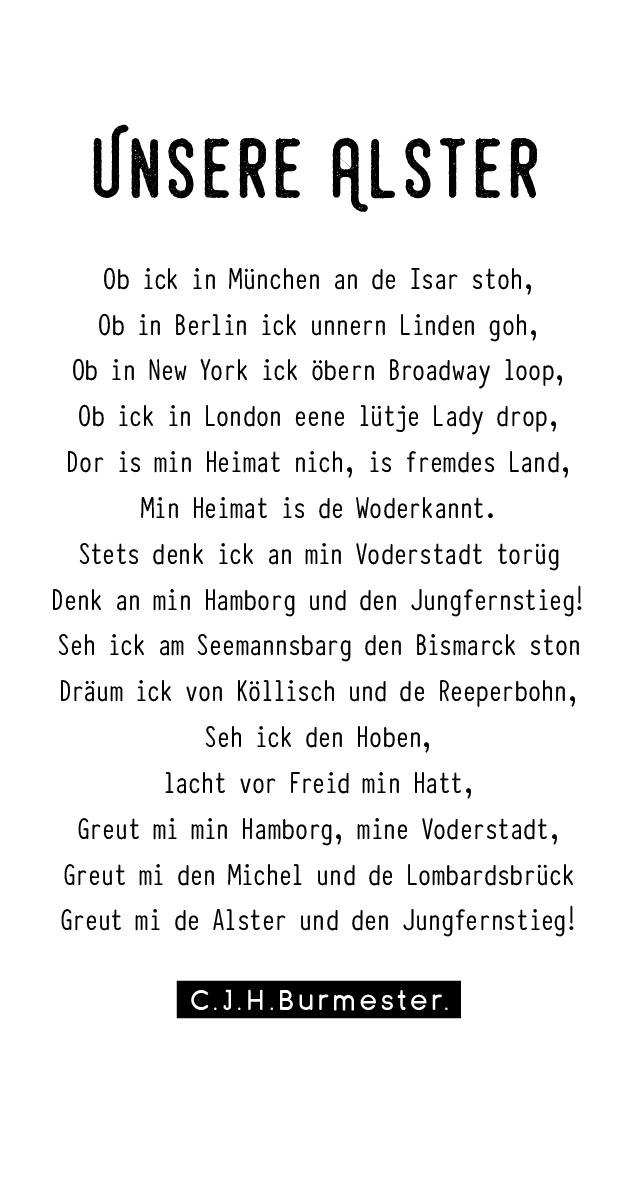 UNSERE ALSTER
Ob ick in München an de Isar stoh,
Ob in Berlin ick unnern Linden goh,
Ob in New York ick öbern Broadway loop,
Ob ick in London eene lütje Lady drop,
Dor is min Heimat nich, is fremdes Land,
Min Heimat is de Woderkannt.
Stets denk ick an min Voderstadt torüg
Denk an min Hamborg und den Jungfernstieg!
Seh ick am Seemannsbarg den Bismarck ston
Dräum ick von Köllisch und de Reeperbohn,
Seh ick den Hoben,
lacht vor Freid min Hatt,
Greut mi min Hamborg, mine Voderstadt,
Greut mi den Michel und de Lombardsbrück
Greut mi de Alster und den Jungfernstieg!
C.J.H.Burmester.